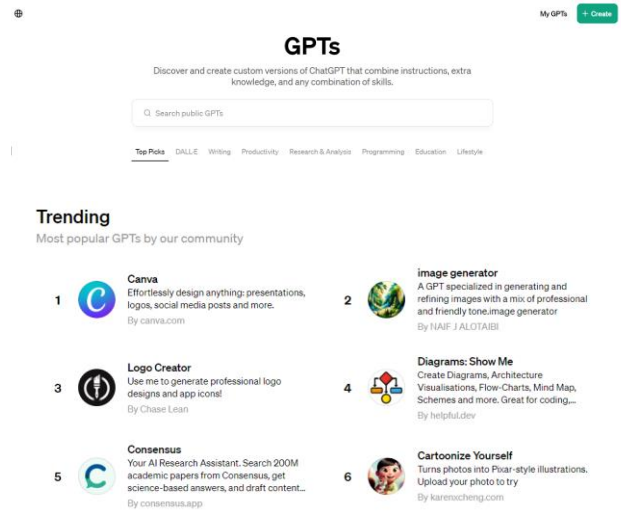 My GPTs
+ Create
GPTs
Discover and create custom versions of ChatGPT that combine instructions, extra
knowledge, and any combination of skills.
Search public GPTs
Top Picks DALL·E Writing Productivity Research & Analysis Programming Education Lifestyle
Trending
Most popular GPTs by our community
1
Canva
Effortlessly design anything: presentations,
logos, social media posts and more.
By canva.com
2
image generator
A GPT specialized in generating and
refining images with a mix of professional
and friendly tone.image generator
By NAIF J ALOTAIBI
3
Logo Creator
Use me to generate professional logo
designs and app icons!
By Chase Lean
4
Diagrams: Show Me
Create Diagrams, Architecture
Visualisations, Flow-Charts, Mind Map,
Schemes and more. Great for coding,...
By helpful.dev
5
Consensus
Your AI Research Assistant. Search 200M
academic papers from Consensus, get
science-based answers, and draft content...
By consensus.app
6
Cartoonize Yourself
Turns photos into Pixar-style illustrations.
Upload your photo to try
By karenxcheng.com